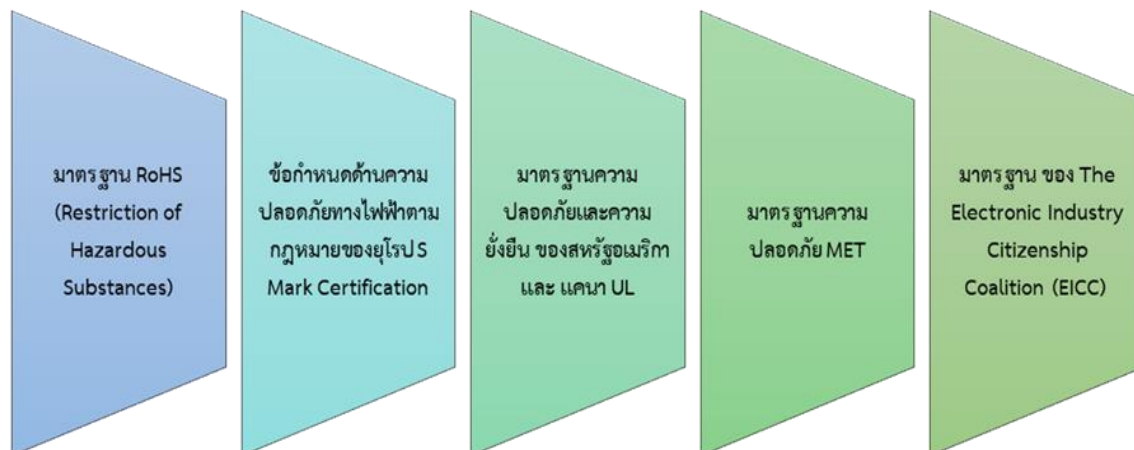 มาตรฐาน RoHS
(Restriction of
Hazardous
Substances)
ข้อกำหนดด้านความ
ปลอดภัยทางไฟฟ้าตาม
กฎหมายของยุโรป S
Mark Certification
มาตรฐานความ
ปลอดภัยและความ
ยั่งยืน ของสหรัฐอเมริกา
และ แคนา UL
มาตรฐานความ
ปลอดภัย MET
มาตรฐาน ของ The
Electronic Industry
Citizenship
Coalition (EICC)